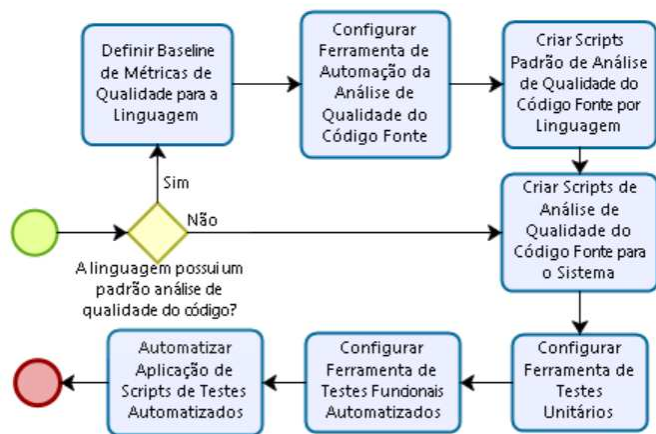 Definir Baseline
de Métricas de
Qualidade para a
Linguagem
Configurar
Ferramenta de
Automação da
Análise de
Qualidade do
Código Fonte
Criar Scripts
Padrão de Análise
de Qualidade do
Código Fonte por
Linguagem
Sim
Não
A linguagem possui um
padrão análise de
qualidade do código?
Criar Scripts de
Análise de
Qualidade do
Código Fonte para
o Sistema
Automatizar
Aplicação de
Scripts de Testes
Automatizados
Configurar
Ferramenta de
Testes Funcionais
Automatizados
Configurar
Ferramenta de
Testes
Unitários